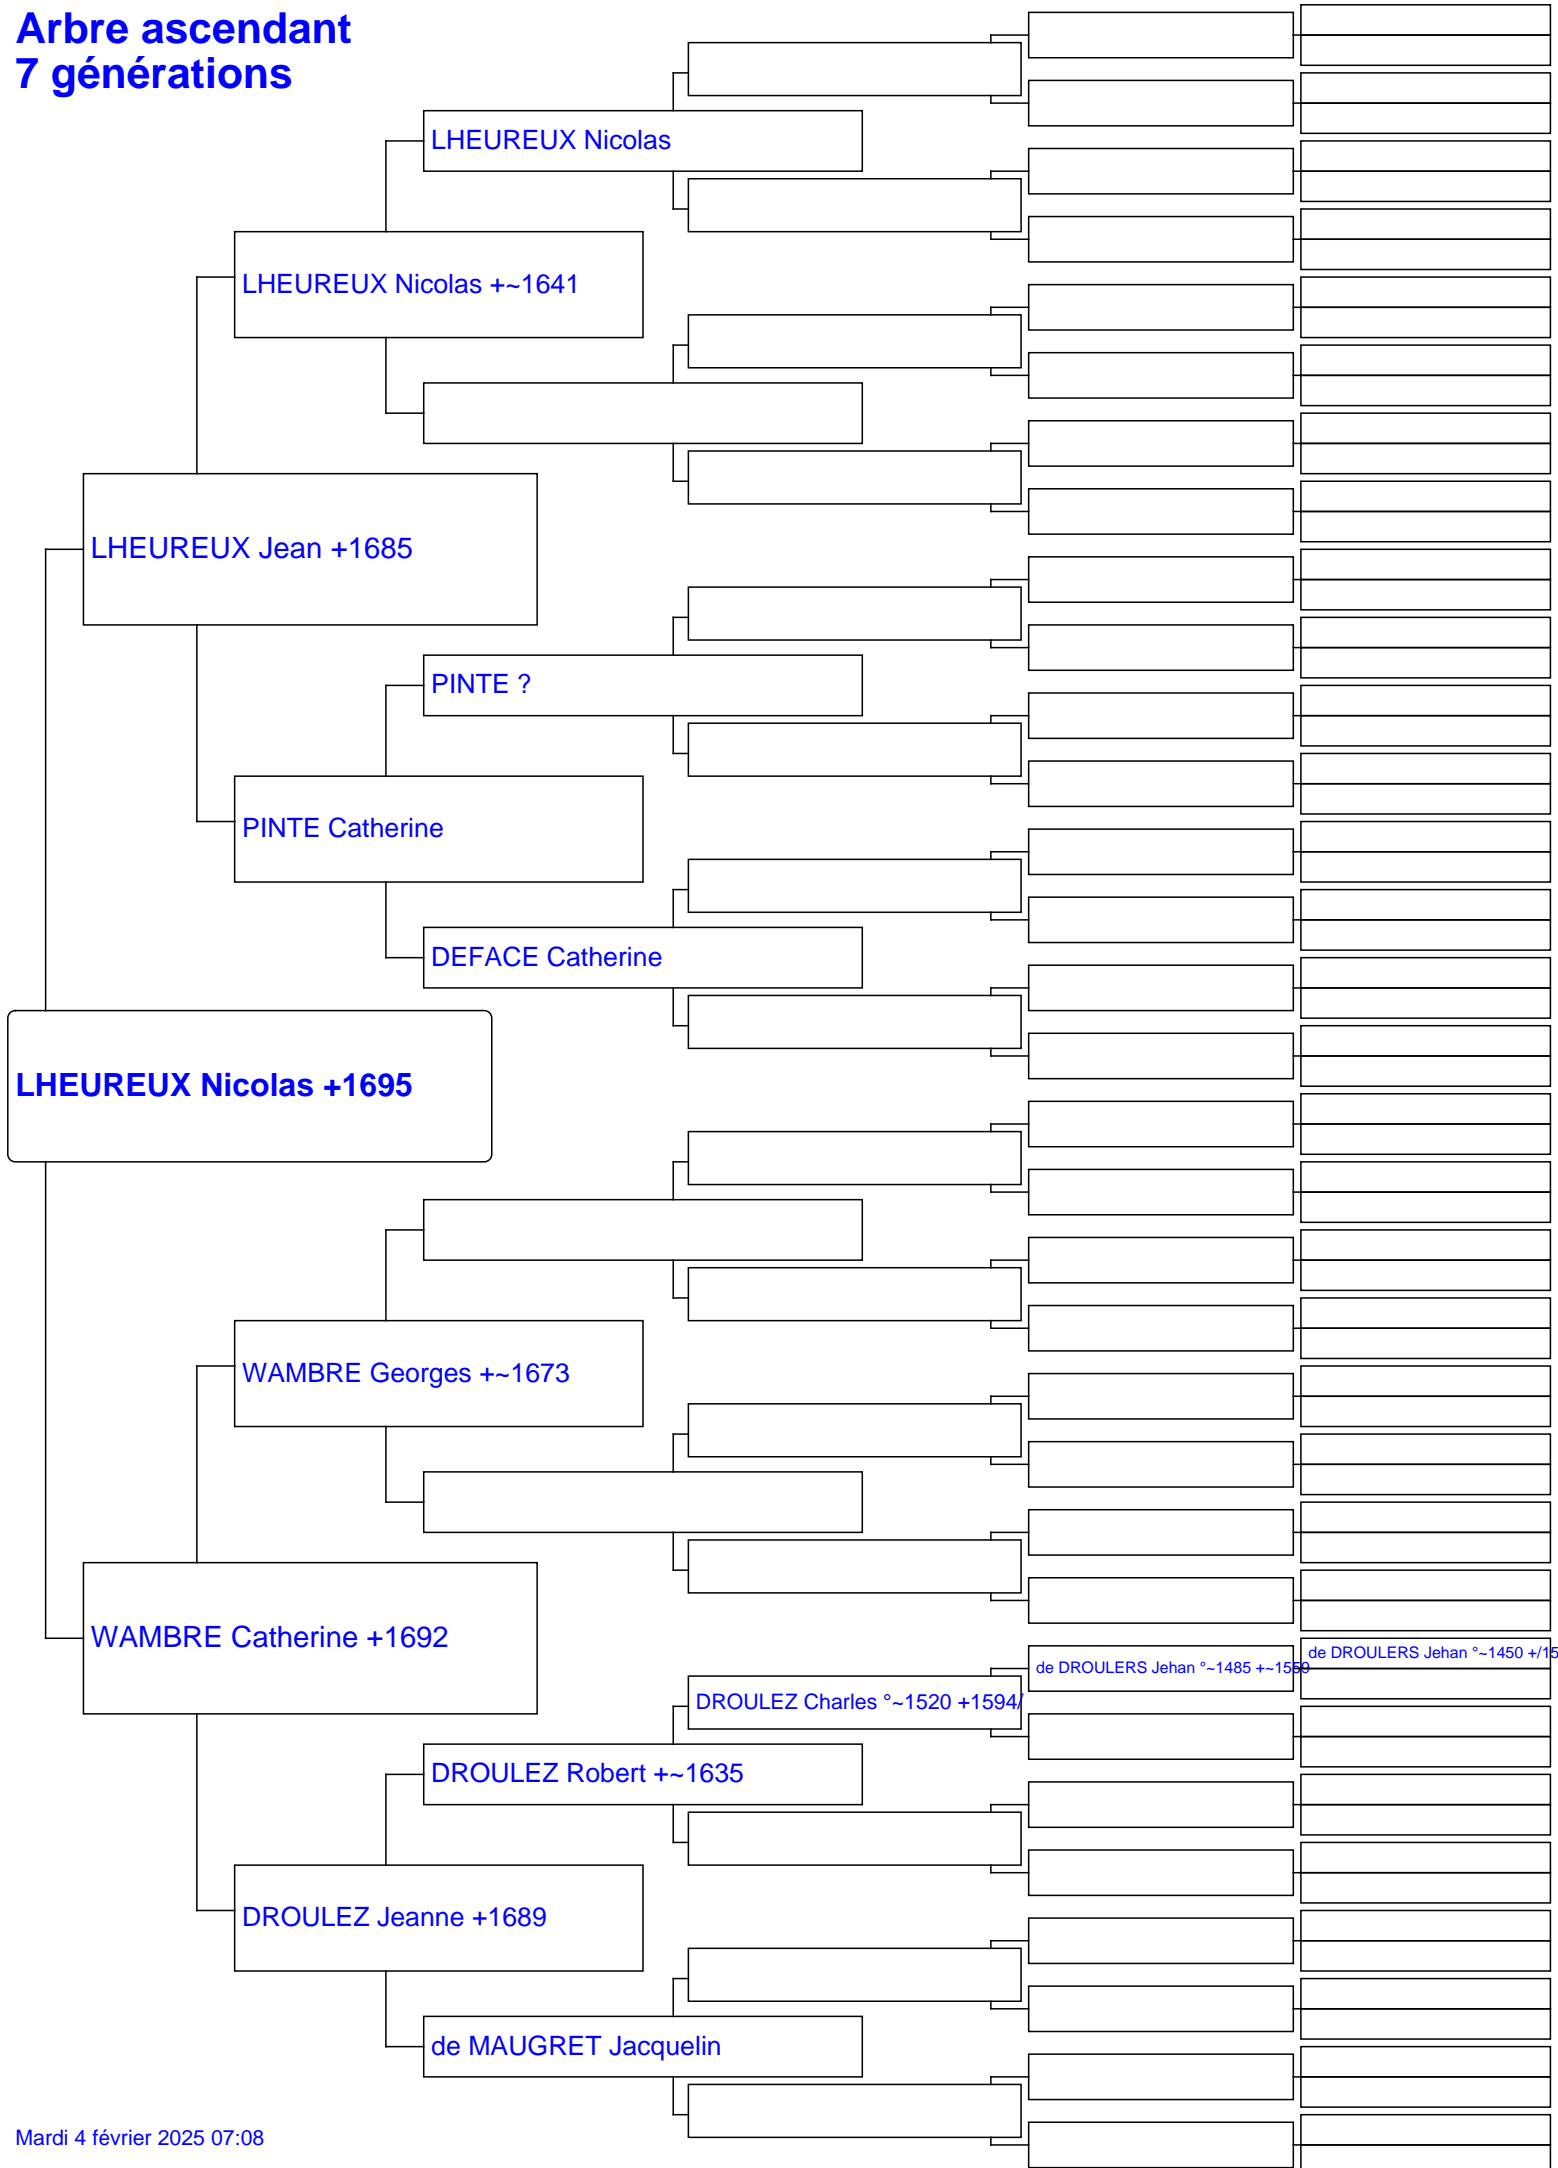 Arbre ascendant
7 générations
LHEUREUX Nicolas
LHEUREUX Nicolas +~1641
LHEUREUX Jean +1685
PINTE ?
PINTE Catherine
DEFACE Catherine
LHEUREUX Nicolas +1695
WAMBRE Georges +~1673
WAMBRE Catherine +1692
de DROULERS Jehan °~1450 +/15
de DROULERS Jehan °~1485 +~1559
DROULEZ Charles °~1520 +1594/
DROULEZ Robert +~1635
DROULEZ Jeanne +1689
de MAUGRET Jacquelin
Mardi 4 février 2025 07:08